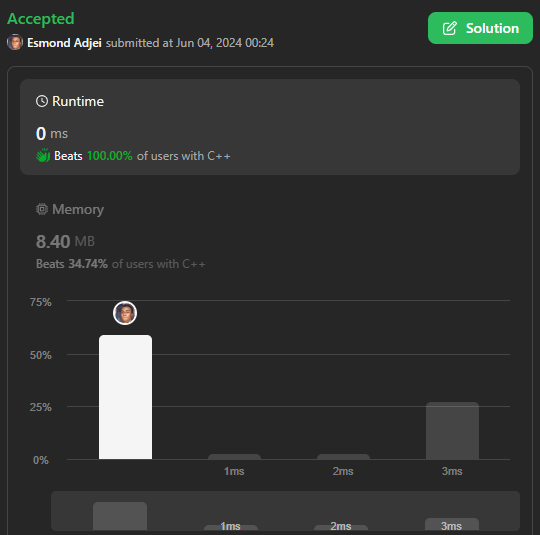 Accepted
Esmond Adjei submitted at Jun 04, 2024 00:24
Solution
Runtime
0 ms
Beats 100.00% of users with C++
Memory
8.40 MB
Beats 34.74% of users with C++
75%
50%
25%
0%
1ms 2ms 3ms
1ms 2ms 3ms